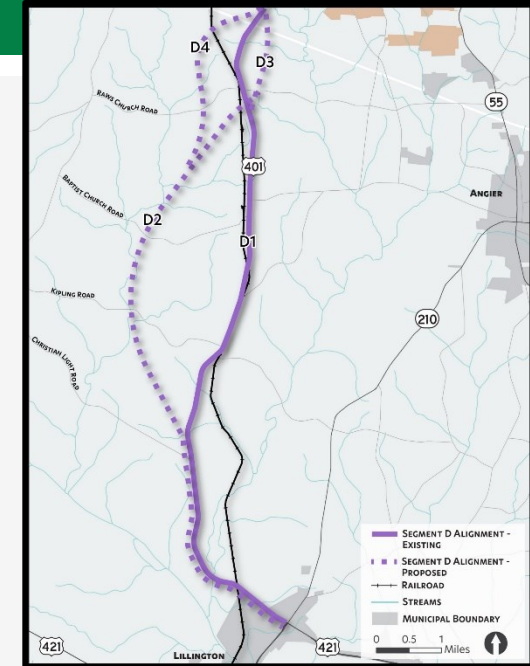 D4
D3
55
RAWS CHURCH ROAD
401
ANGIER
BAPTIST CHURCH ROAD
D2
D1
KIPLING ROAD
210
CHRISTIAN LIGHT
ROAD
SEGMENT D ALIGNMENT -
EXISTING
SEGMENT D ALIGNMENT -
PROPOSED
RAILROAD
STREAMS
MUNICIPAL BOUNDARY
0 0.5 1 Miles
421
LILLINGTON
421